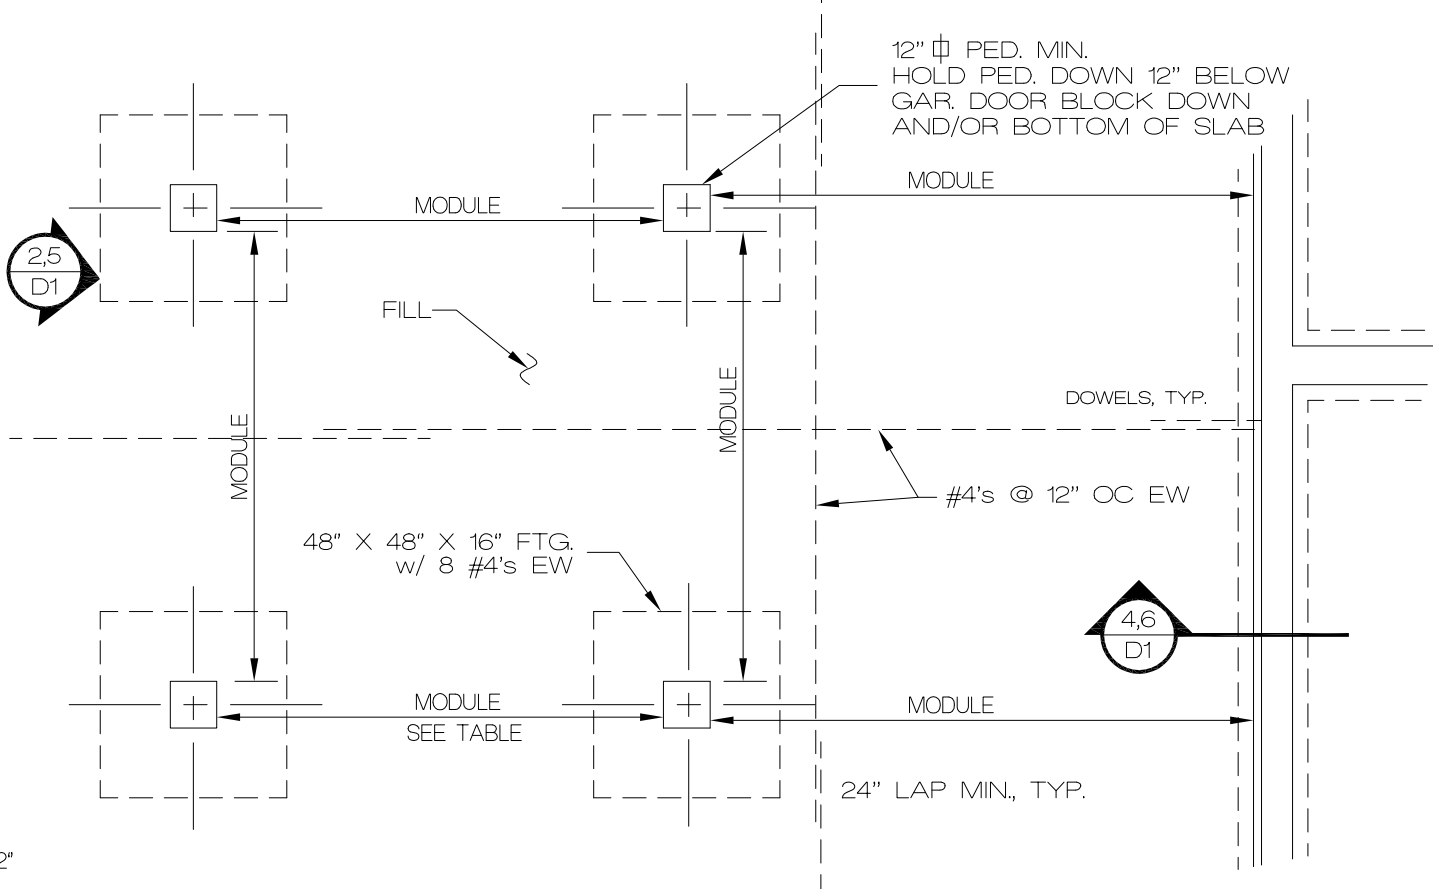 12" PED. MIN.
HOLD PED. DOWN 12" BELOW
GAR. DOOR BLOCK DOWN
AND/OR BOTTOM OF SLAB
MODULE
MODULE
2,5
D1
FILL
MODULE
MODULE
DOWELS, TYP.
#4's @ 12" OC EW
48" X 48" X 16" FTG.
w/ 8 #4's EW
4,6
D1
MODULE
SEE TABLE
MODULE
24" LAP MIN., TYP.
2"